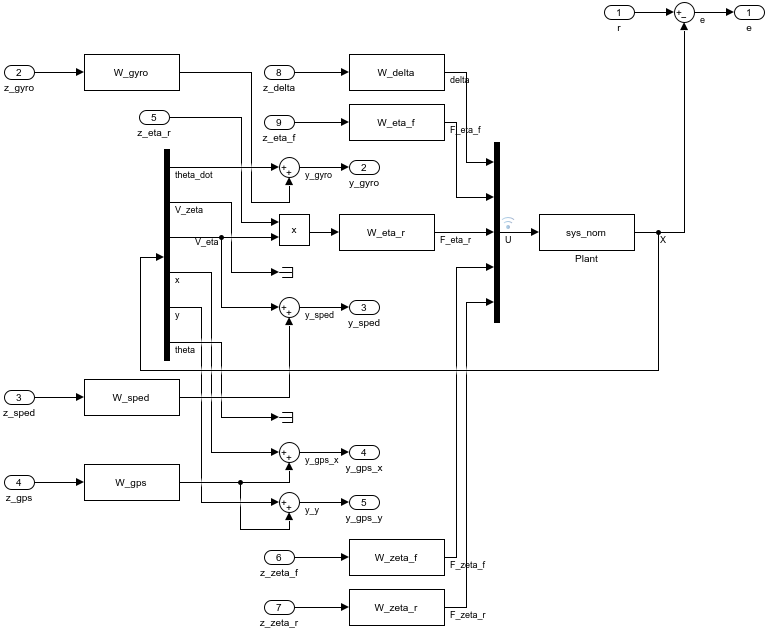 1
r
+
−
e
1
e
2
z_gyro
W_gyro
8
z_delta
W_delta
delta
5
z_eta_r
9
z_eta_f
W_eta_f
F_eta_f
theta_dot
+
+
y_gyro
2
y_gyro
V_zeta
x
W_eta_r
F_eta_r
U
sys_nom
Plant
X
V_eta
x
y
+
+
y_sped
3
y_sped
theta
3
z_sped
W_sped
+
+
y_gps_x
4
y_gps_x
4
z_gps
W_gps
+
+
y_y
5
y_gps_y
6
z_zeta_f
W_zeta_f
F_zeta_f
7
z_zeta_r
W_zeta_r
F_zeta_r